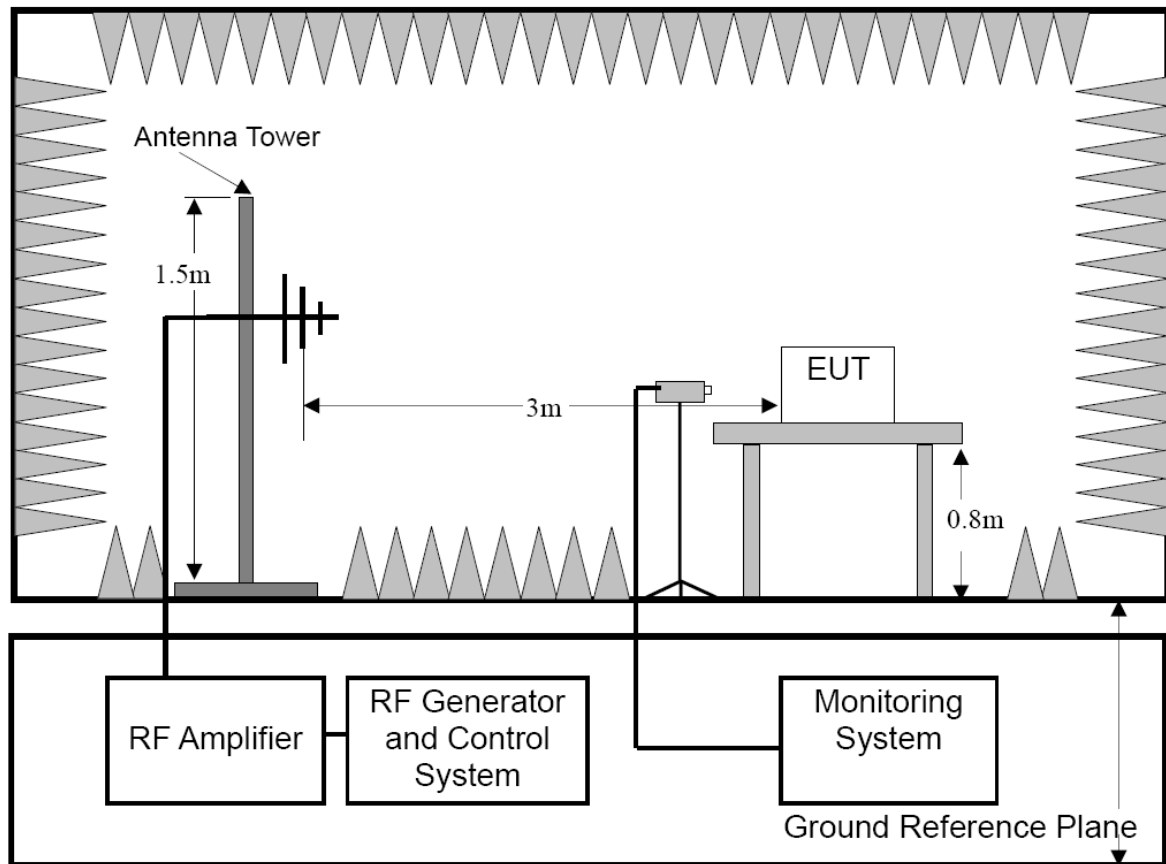 Antenna Tower
1.5m
EUT
3m
0.8m
RF Amplifier
RF Generator
and Control
System
Monitoring
System
Ground Reference Plane